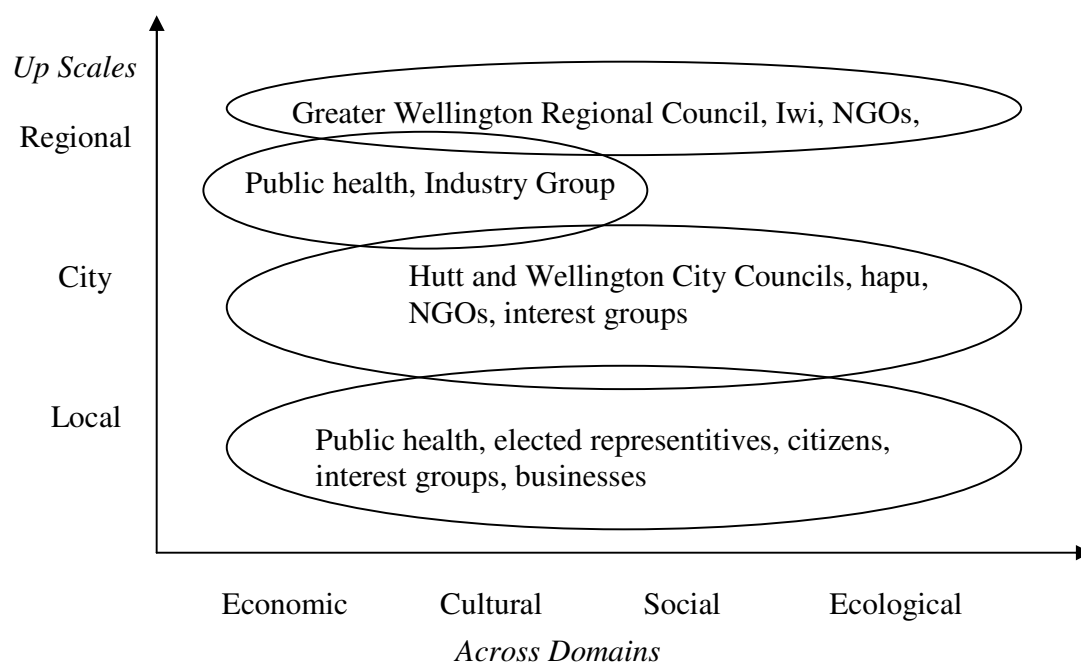 Up Scales
Regional
Greater Wellington Regional Council, Iwi, NGOs,
Public health, Industry Group
City
Hutt and Wellington City Councils, hapu,
NGOs, interest groups
Local
Public health, elected representitives, citizens,
interest groups, businesses
Economic Cultural Social Ecological
Across Domains